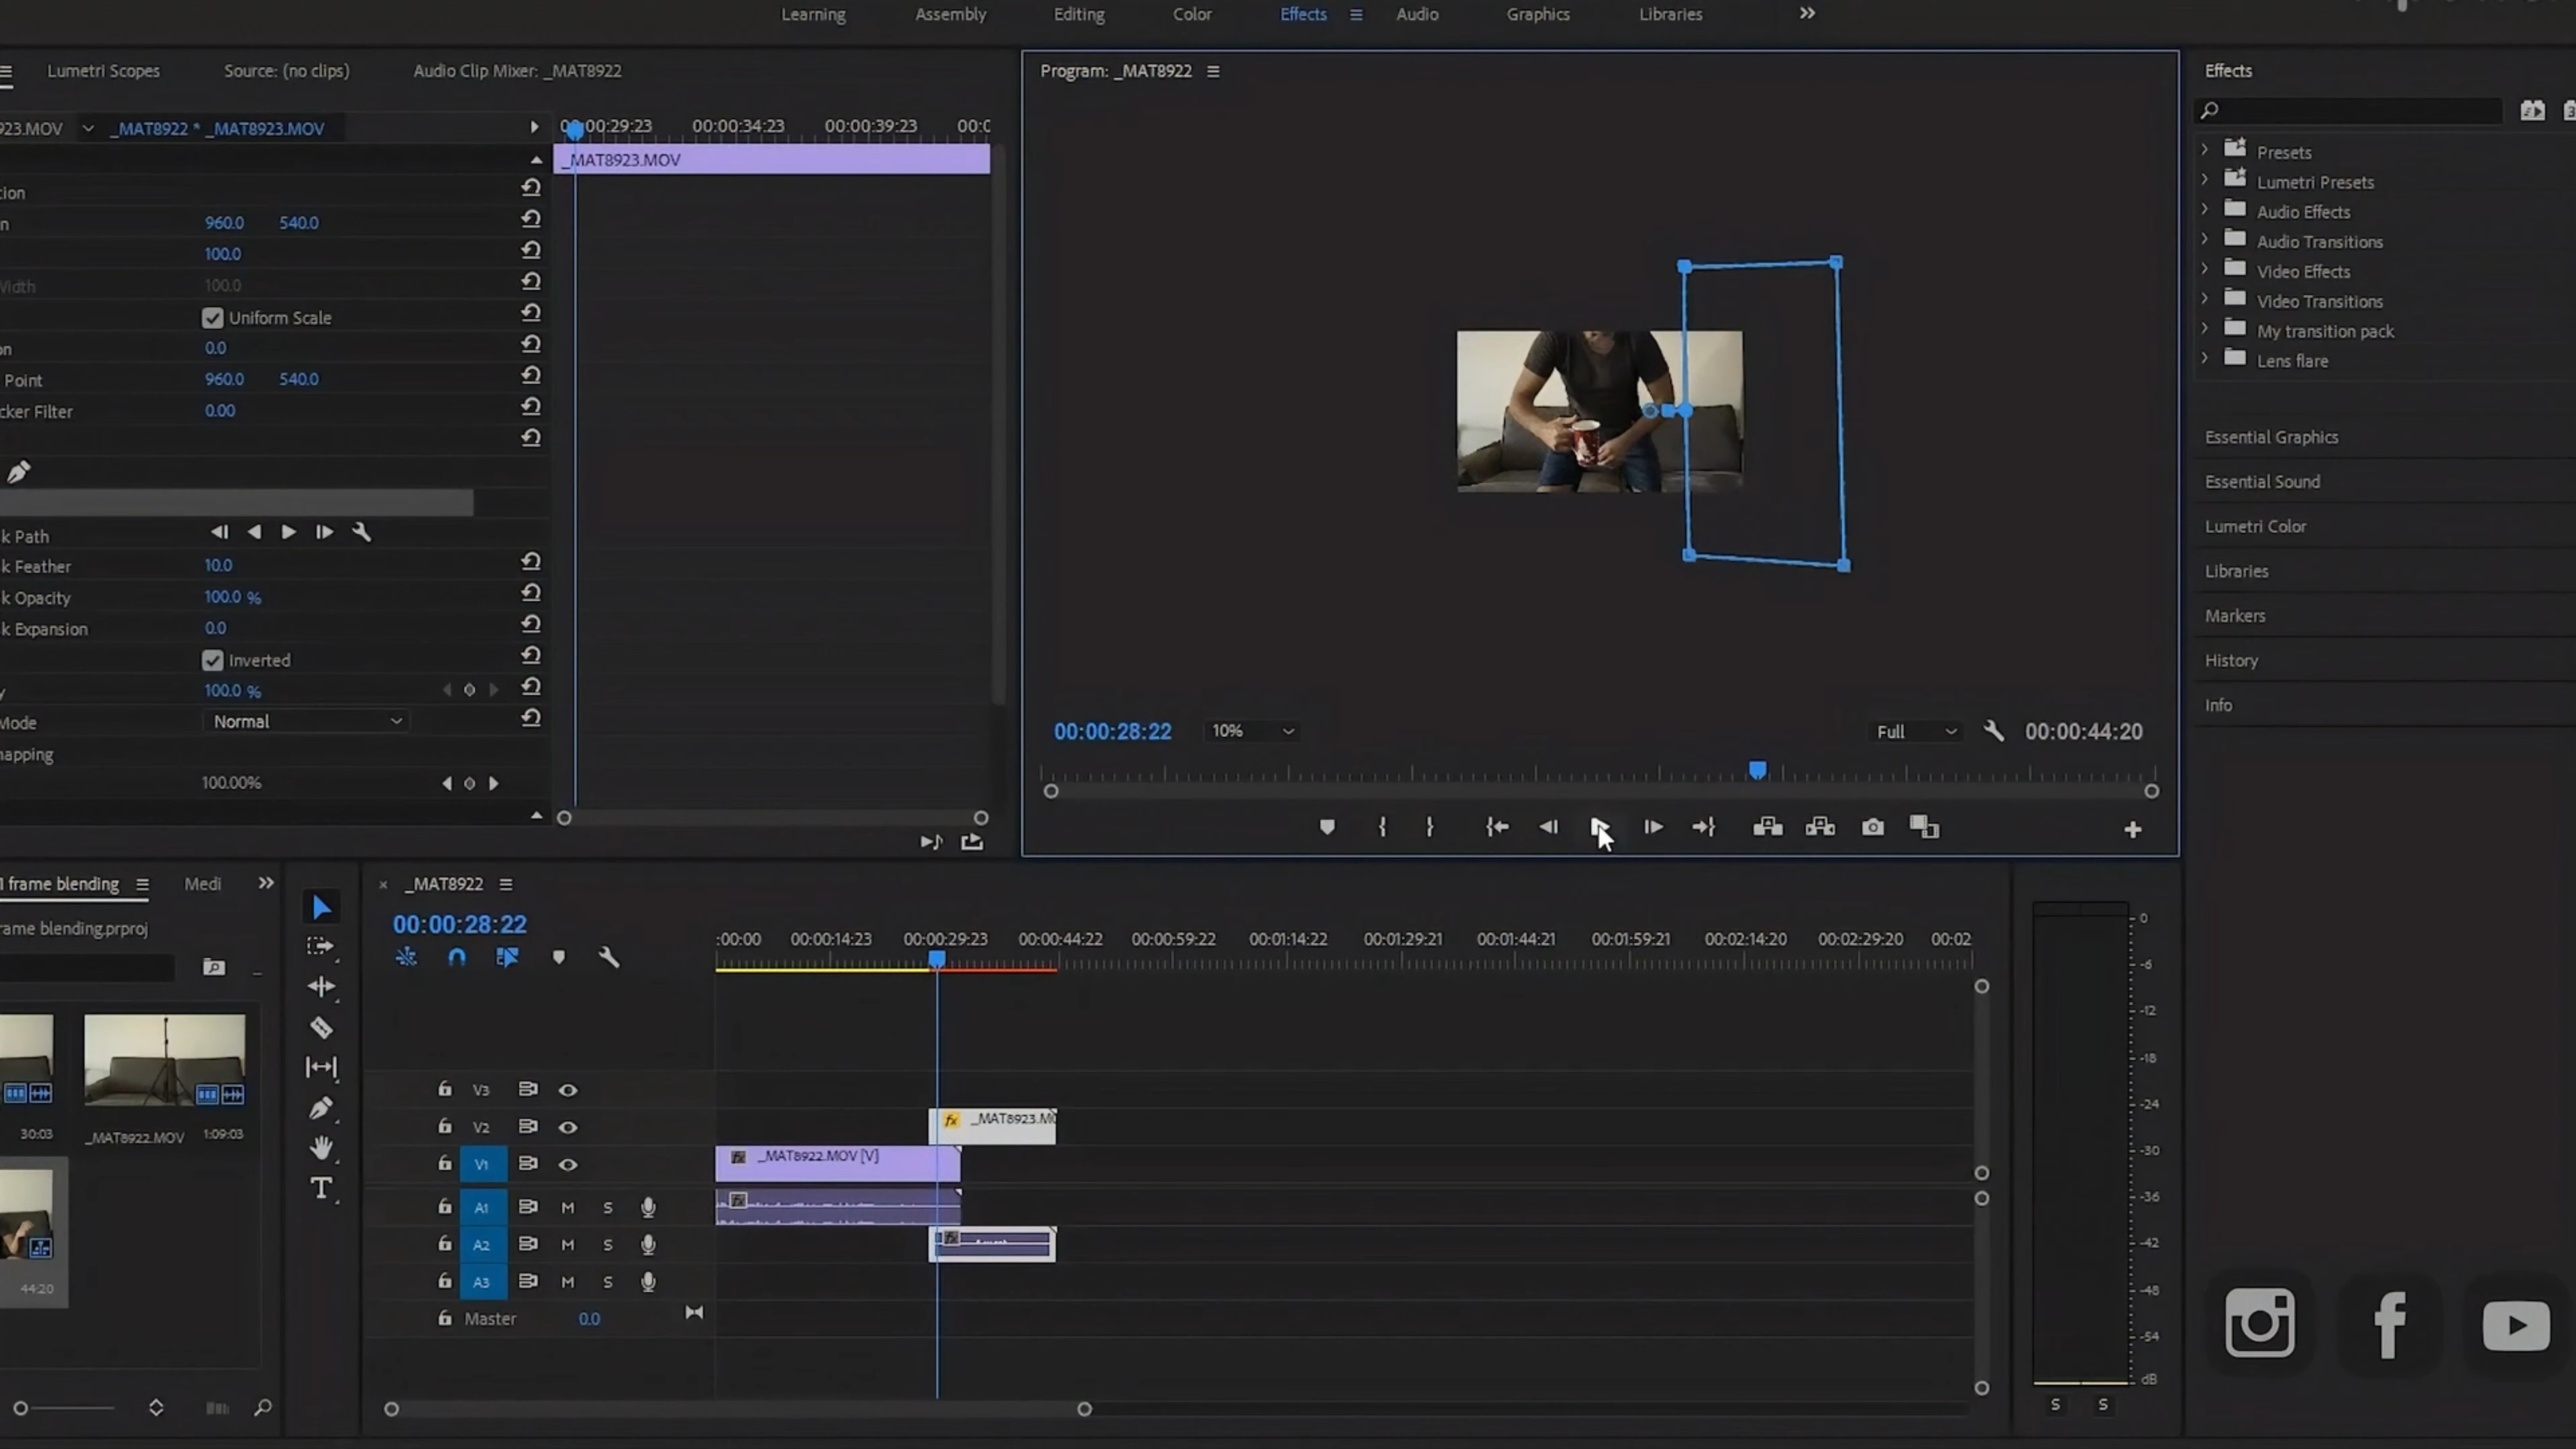 Learning Assembly Editing Color Effects Audio Graphics Libraries
Lumetri Scopes Source: (no clips) Audio Clip Mixer: _MAT8922
923.MOV _MAT8922 * _MAT8923.MOV
00:00:29:23 00:00:34:23 00:00:39:23 00:0
_MAT8923.MOV
tion
n 960.0 540.0
100.0
Width 100.0
Uniform Scale
on 0.0
Point 960.0 540.0
cker Filter 0.00
k Path
k Feather 10.0
k Opacity 100.0 %
k Expansion 0.0
Inverted
y 100.0 %
Mode Normal
napping
100.00%
Program: _MAT8922
00:00:28:22 10% Full 00:00:44:20
Effects
Presets
Lumetri Presets
Audio Effects
Audio Transitions
Video Effects
Video Transitions
My transition pack
Lens flare
Essential Graphics
Essential Sound
Lumetri Color
Libraries
Markers
History
Info
l frame blending Medi
rame blending.prproj
30:03 _MAT8922.MOV 1:09:03
44:20
_MAT8922
00:00:28:22
:00:00 00:00:14:23 00:00:29:23 00:00:44:22 00:00:59:22 00:01:14:22 00:01:29:21 00:01:44:21 00:01:59:21 00:02:14:20 00:02:29:20 00:02
V3
V2 fx _MAT8923.MO
V1 fx _MAT8922.MOV [V]
A1 M S fx
A2 M S fx
A3 M S
Master 0.0
0
-6
-12
-18
-24
-30
-36
-42
-48
-54
dB
S S